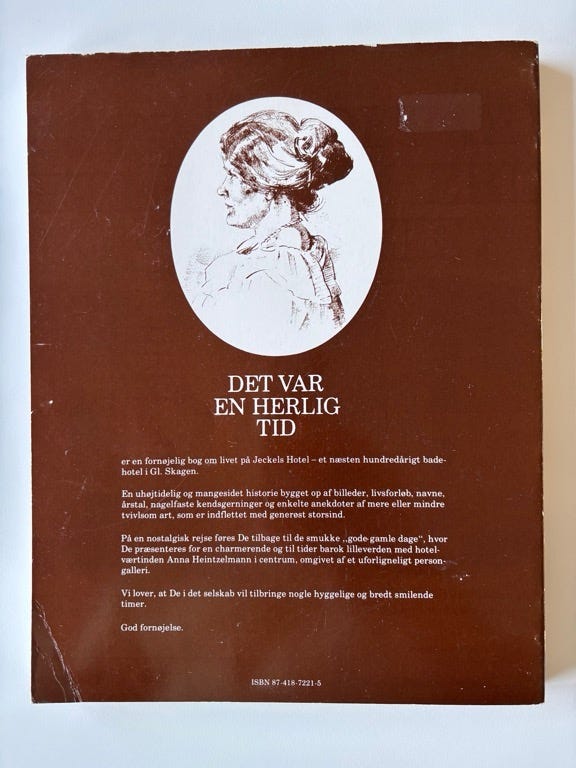 DET VAR
EN HERLIG
TID
er en fornøjelig bog om livet på Jeckels Hotel – et næsten hundredårigt bade-
hotel i Gl. Skagen.
En uhøjtidelig og mangesidet historie bygget op af billeder, livsforløb, navne,
årstal, nagelfaste kendsgerninger og enkelte anekdoter af mere eller mindre
tvivlsom art, som er indflettet med generøst storsind.
På en nostalgisk rejse føres De tilbage til de smukke „gode-gamle dage“, hvor
De præsenteres for en charmerende og til tider barok lilleverden med hotel-
værtinden Anna Heintzelmann i centrum, omgivet af et uforligneligt person-
galleri.
Vi lover, at De i det selskab vil tilbringe nogle hyggelige og bredt smilende
timer.
God fornøjelse.
ISBN 87-418-7221-5